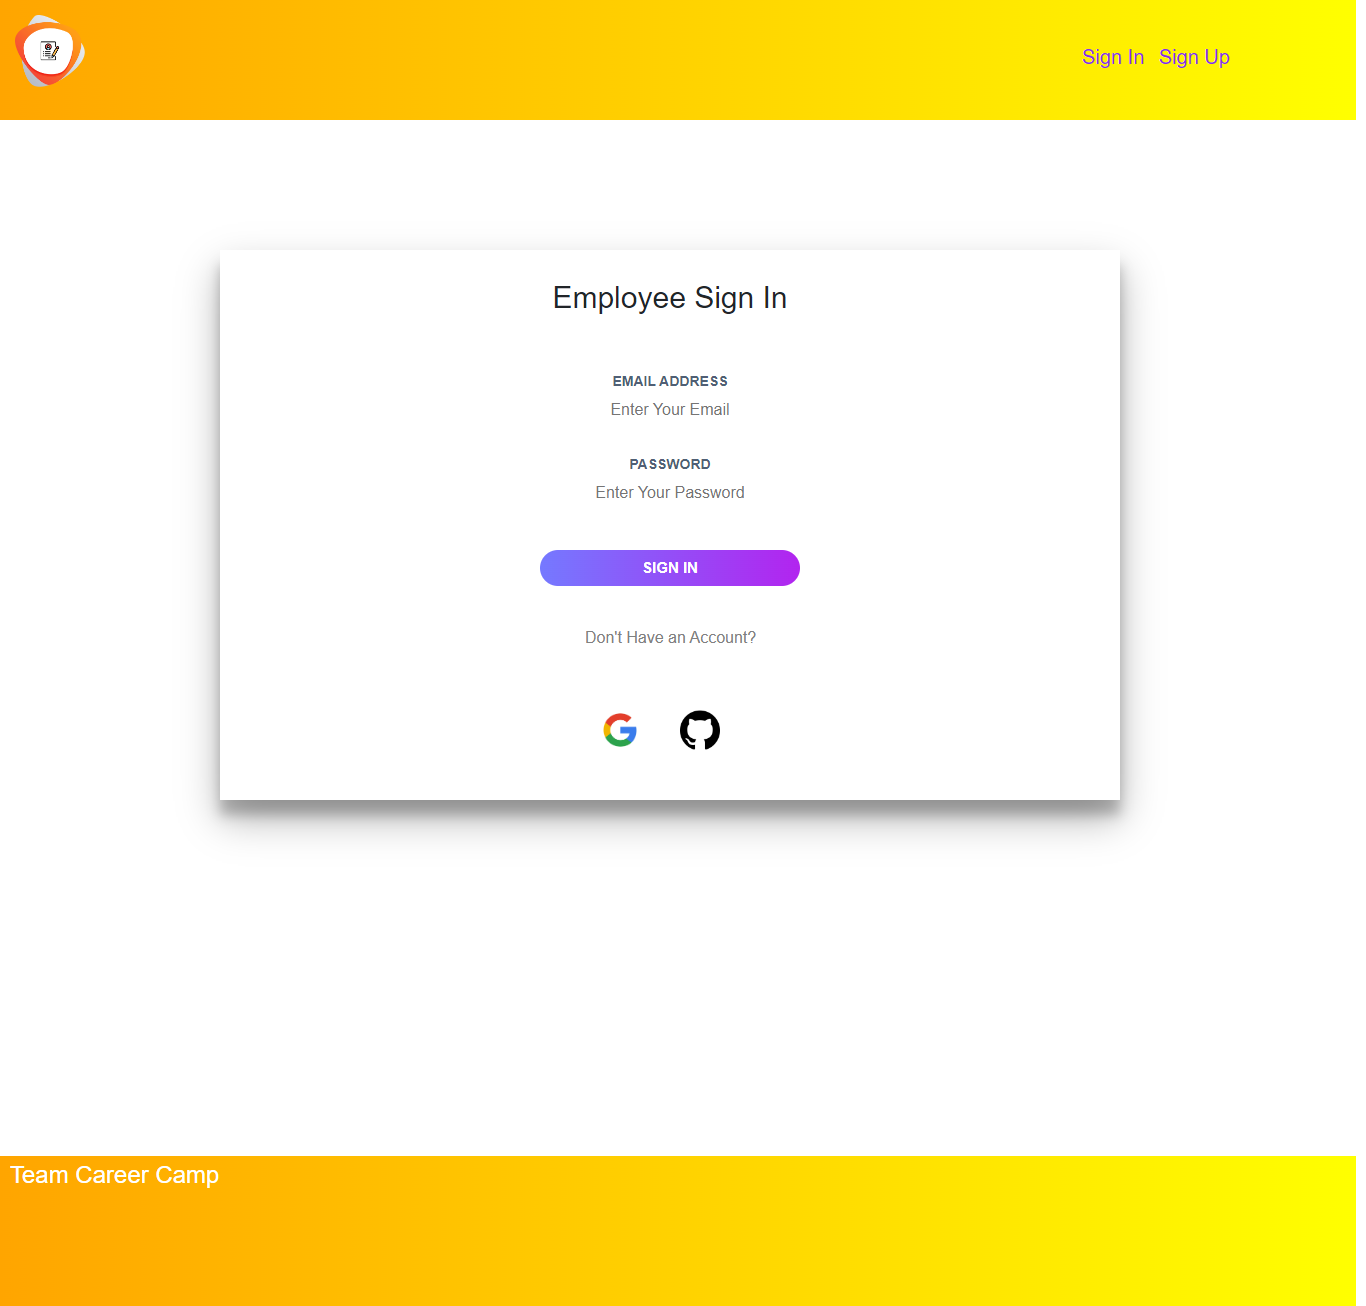 Sign In Sign Up
Employee Sign In
EMAIL ADDRESS
Enter Your Email
PASSWORD
Enter Your Password
SIGN IN
Don't Have an Account?
Team Career Camp